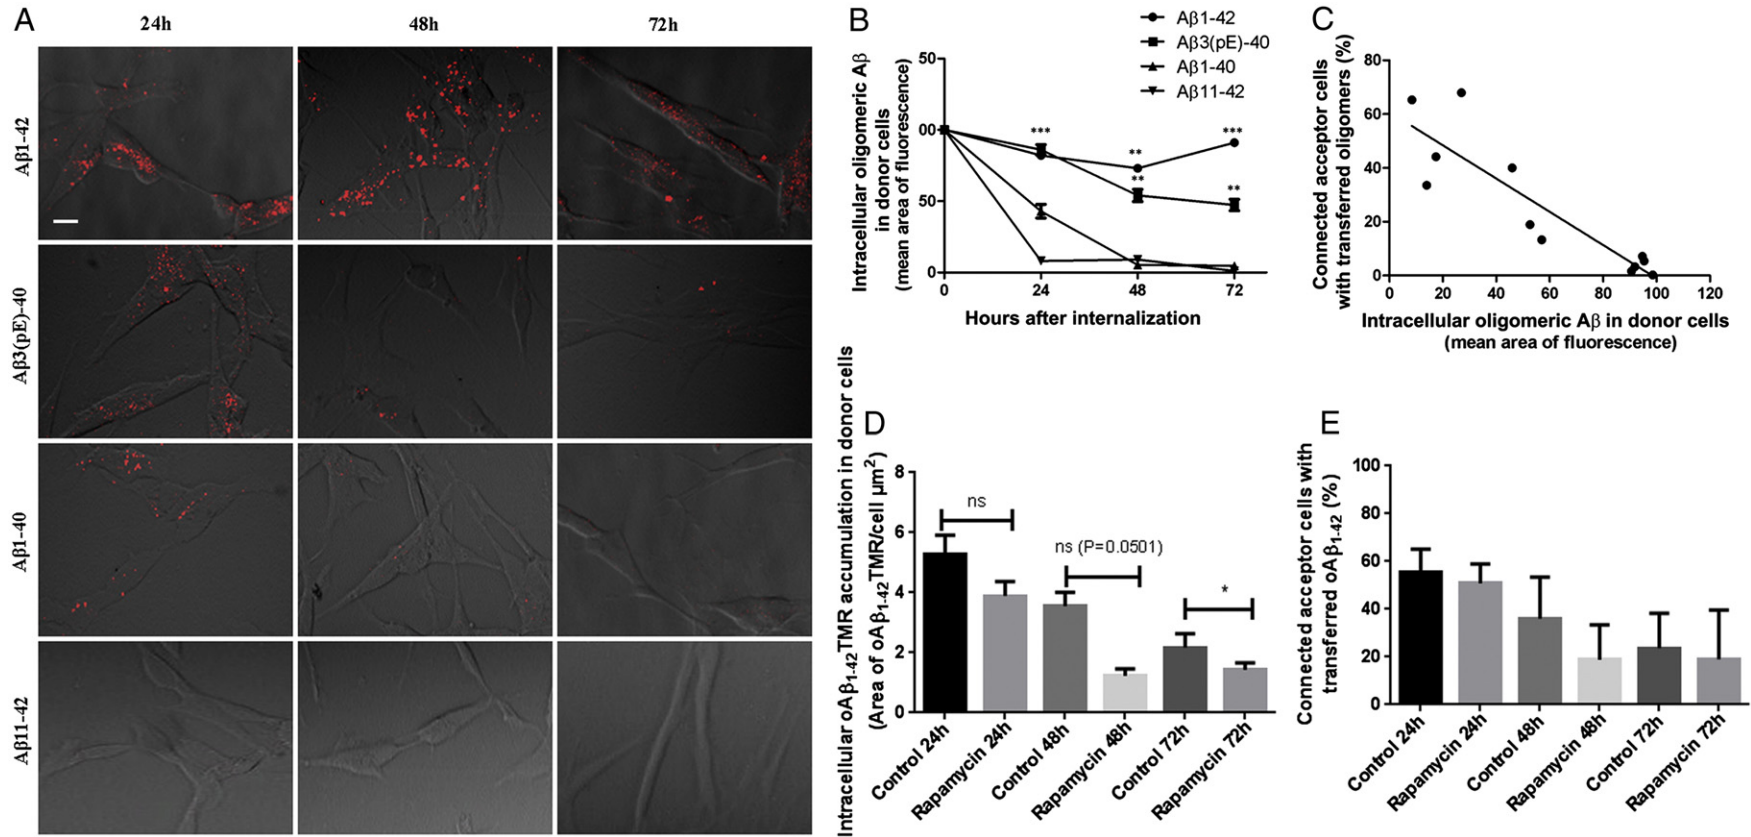 A
24h
48h
72h
Aβ1-42
Aβ3(pE)-40
Aβ1-40
Aβ11-42
B
Aβ1-42
Aβ3(pE)-40
Aβ1-40
Aβ11-42
Intracellular oligomeric Aβ
in donor cells
(mean area of fluorescence)
50
00
50
0
***
**
**
***
**
0 24 48 72
Hours after internalization
C
Connected acceptor cells
with transferred oligomers (%)
80
60
40
20
0
0 20 40 60 80 100 120
Intracellular oligomeric Aβ in donor cells
(mean area of fluorescence)
D
Intracellular oAβ1-42TMR accumulation in donor cells
(Area of oAβ1-42TMR/cell µm²)
8
6
4
2
0
ns
ns (P=0.0501)
*
Control 24h
Rapamycin 24h
Control 48h
Rapamycin 48h
Control 72h
Rapamycin 72h
E
Connected acceptor cells with
transferred oAβ1-42 (%)
100
80
60
40
20
0
Control 24h
Rapamycin 24h
Control 48h
Rapamycin 48h
Control 72h
Rapamycin 72h